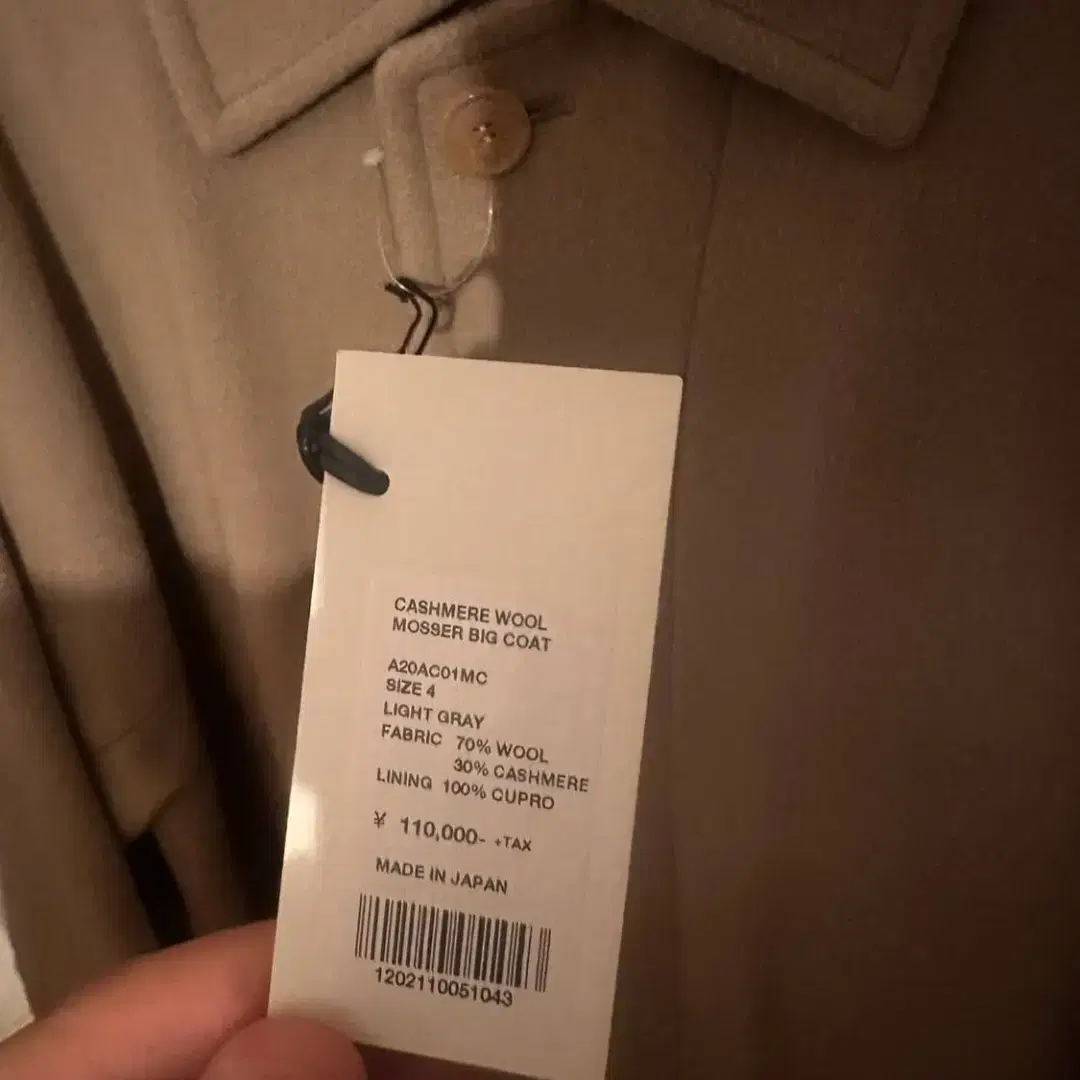 CASHMERE WOOL
MOSSER BIG COAT
A20AC01MC
SIZE 4
LIGHT GRAY
FABRIC 70% WOOL
30% CASHMERE
LINING 100% CUPRO
¥ 110,000- +TAX
MADE IN JAPAN
1202110051043